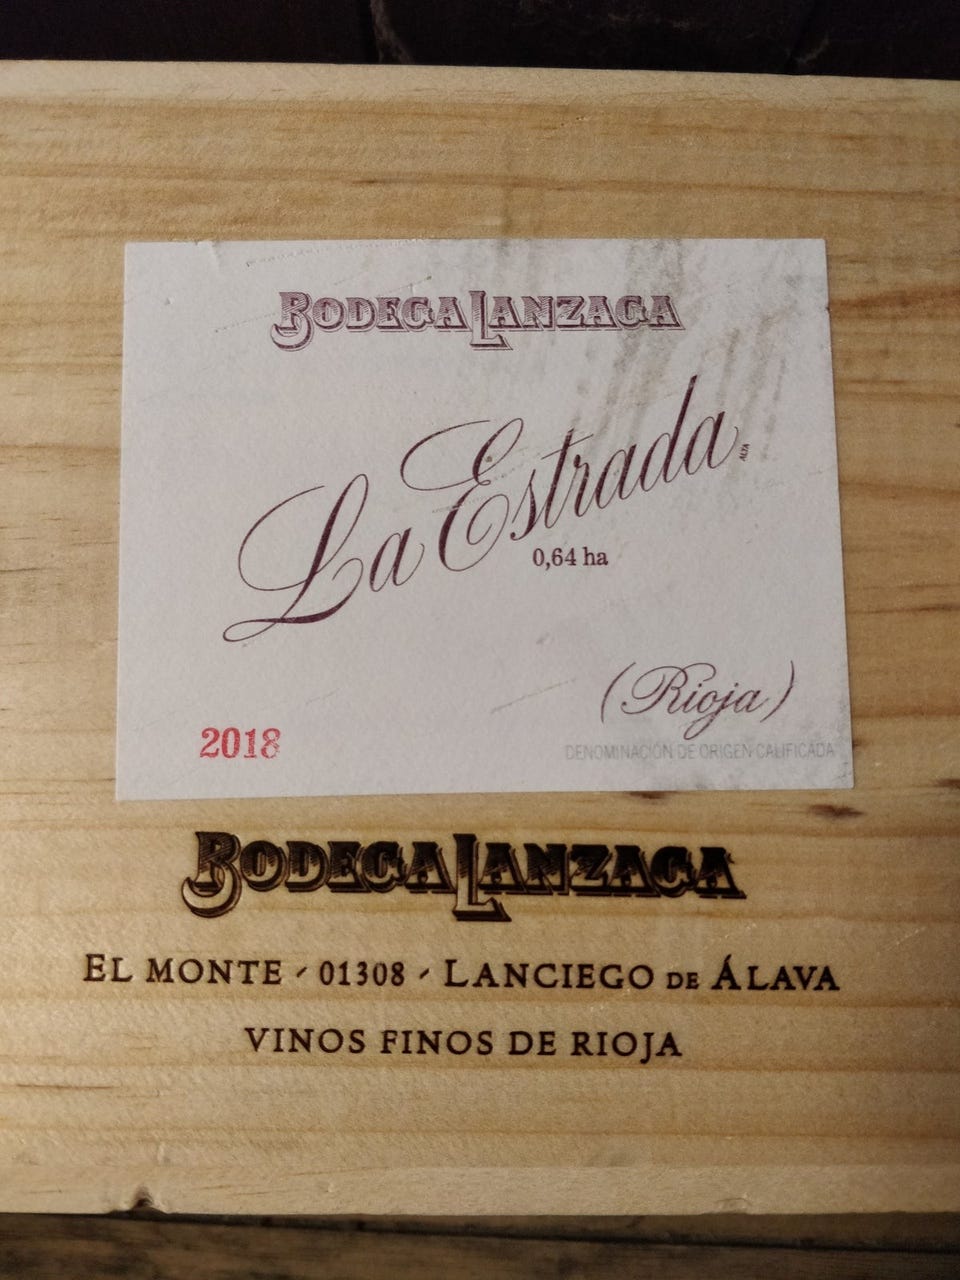 BODEGA LANZAGA
La Estrada
ALTA
0,64 ha
(Rioja)
2018
DENOMINACIÓN DE ORIGEN CALIFICADA
BODEGA LANZAGA
EL MONTE - 01308 - LANCIEGO DE ÁLAVA
VINOS FINOS DE RIOJA